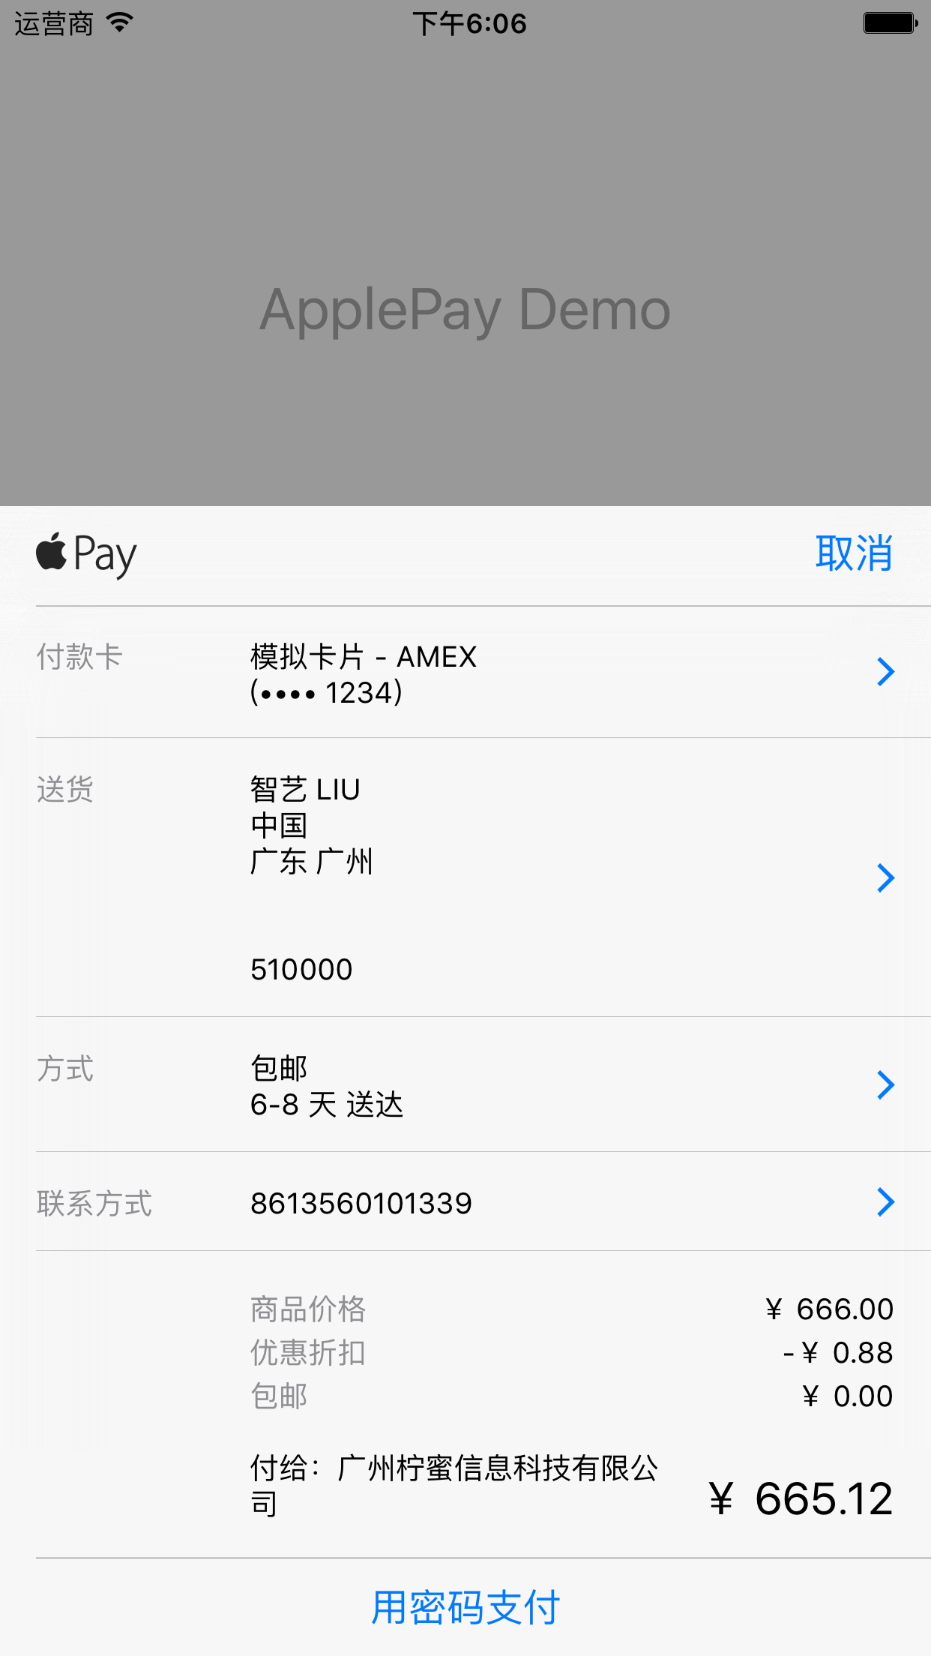 运营商 下午6:06
ApplePay Demo
Pay 取消
付款卡 模拟卡片 - AMEX
(•••• 1234)
送货 智艺 LIU
中国
广东 广州
510000
方式 包邮
6-8 天 送达
联系方式 8613560101339
商品价格 ¥ 666.00
优惠折扣 -¥ 0.88
包邮 ¥ 0.00
付给：广州柠蜜信息科技有限公
司 ¥ 665.12
用密码支付